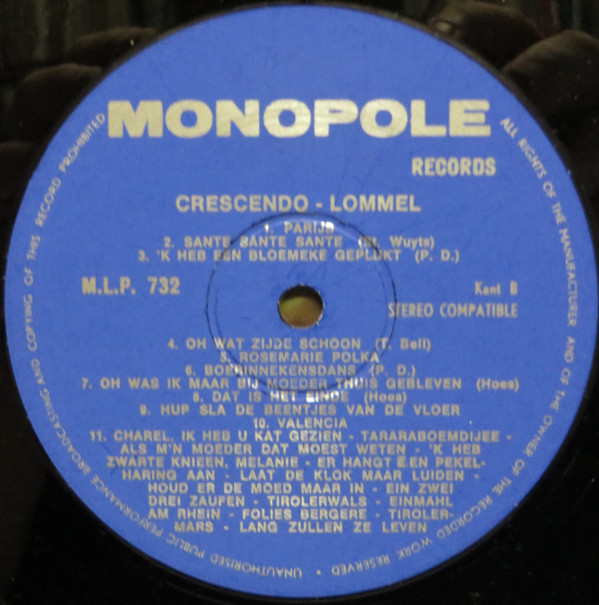 MONOPOLE
RECORDS
CRESCENDO - LOMMEL
1. PARIJS
2. SANTE SANTE SANTE Wuyts)
3. 'K HEB EEN BLOEMEKE GEPLUKT (P. D.)
M.L.P. 732
Kant B
STEREO COMPATIBLE
4. OH WAT ZIJDE SCHOON (T. Bell)
5. ROSEMARIE POLKA
6. BOERINNEKENSDANS (P. D.)
7. OH WAS IK MAAR BIJ MOEDER THUIS GEBLEVEN (Hoes)
8. DAT IS HET EINDE (Hoes)
9. HUP SLA DE BEENTJES VAN DE VLOER
10. VALENCIA
11. CHAREL, IK HEB U KAT GEZIEN - TARARABOEMDIJEE -
ALS M'N MOEDER DAT MOEST WETEN - 'K HEB
ZWARTE KNIEEN, MELANIE - ER HANGT EEN PEKEL-
HARING AAN - LAAT DE KLOK MAAR LUIDEN -
HOUD ER DE MOED MAAR IN - EIN ZWEI
DREI ZAUFEN - TIROLERWALS - EINMAHL
AM RHEIN - FOLIES BERGERE - TIROLER-
MARS - LANG ZULLEN ZE LEVEN
ALL RIGHTS OF THE MANUFACTURER AND OF THE OWNER OF THE RECORDED WORK RESERVED • UNAUTHORISED PUBLIC PERFORMANCE BROADCASTING AND COPYING OF THIS RECORD PROHIBITED